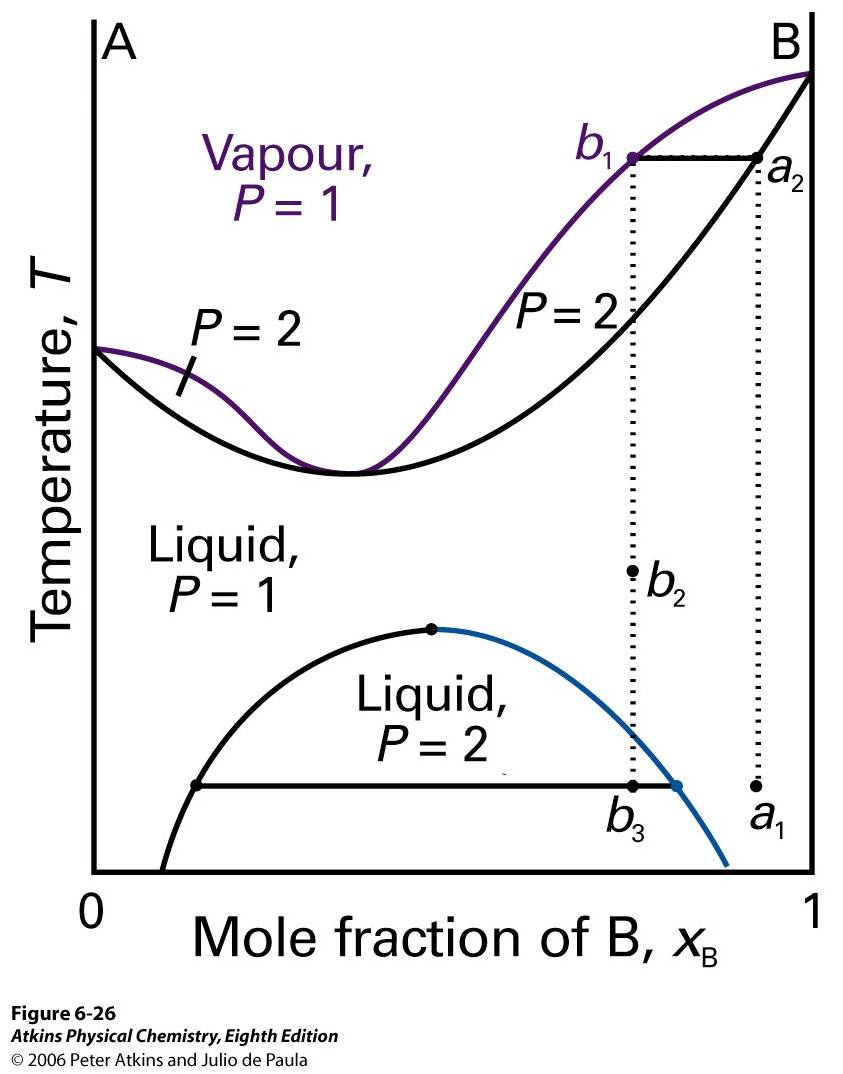 A
B
Vapour,
P = 1
b₁
a₂
P = 2
P = 2
Temperature, T
Liquid,
P = 1
b₂
Liquid,
P = 2
b₃
a₁
0
1
Mole fraction of B, x_B
Figure 6-26
Atkins Physical Chemistry, Eighth Edition
© 2006 Peter Atkins and Julio de Paula